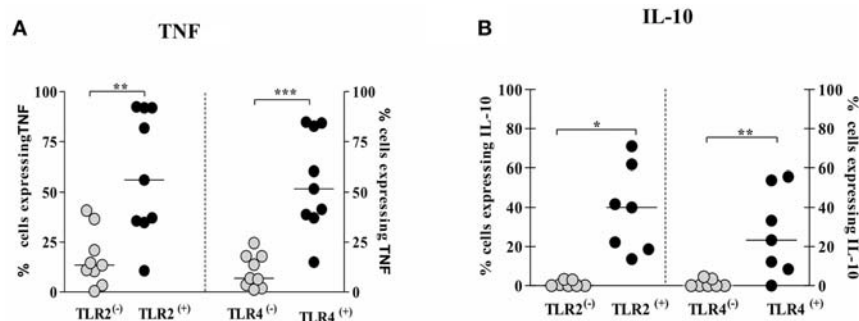 A
TNF
**
***
% cells expressingTNF
100
75
50
25
0
100
75
50
25
0
% cells expressing TNF
TLR2(-)
TLR2(+)
TLR4(-)
TLR4(+)
B
IL-10
*
**
% cells expressing IL-10
100
80
60
40
20
0
100
80
60
40
20
0
% cells expressing IL-10
TLR2(-)
TLR2 (+)
TLR4(-)
TLR4 (+)